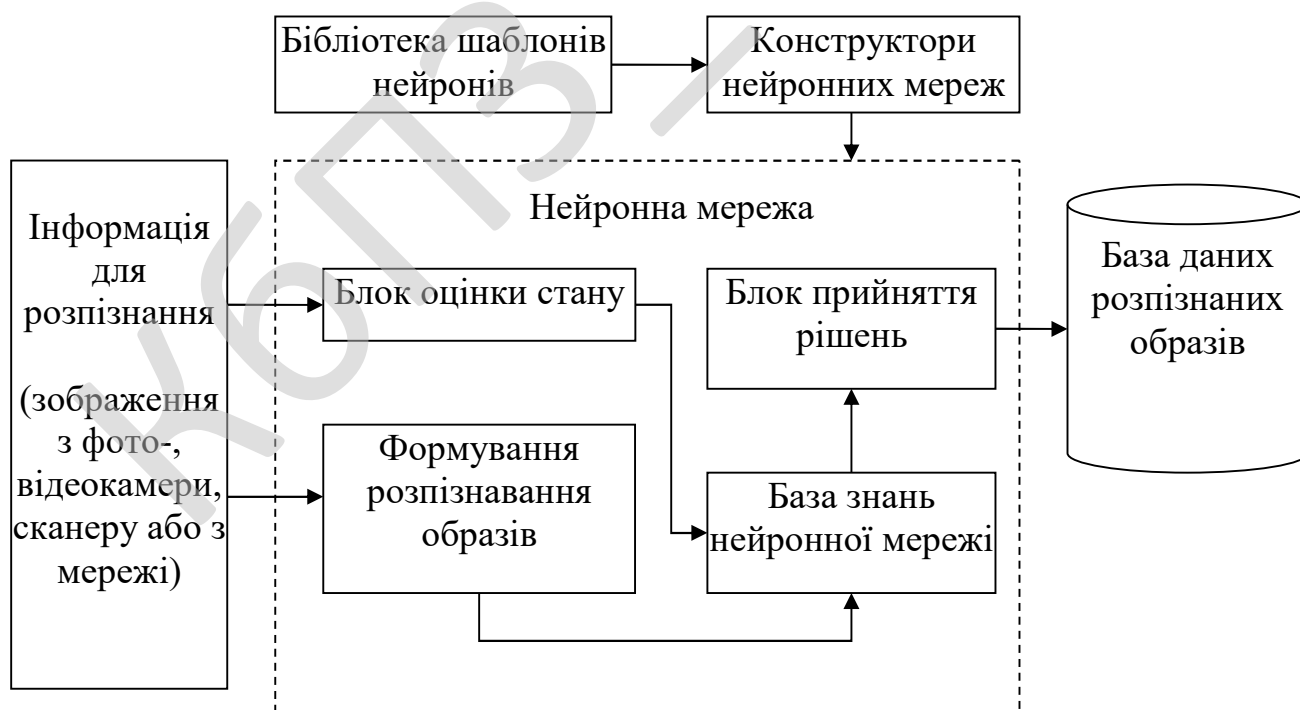 Бібліотека шаблонів
нейронів
Конструктори
нейронних мереж
Інформація
для
розпізнання
(зображення
з фото-,
відеокамери,
сканеру або з
мережі)
Нейронна мережа
Блок оцінки стану
Блок прийняття
рішень
Формування
розпізнавання
образів
База знань
нейронної мережі
База даних
розпізнаних
образів
КбПЗ_